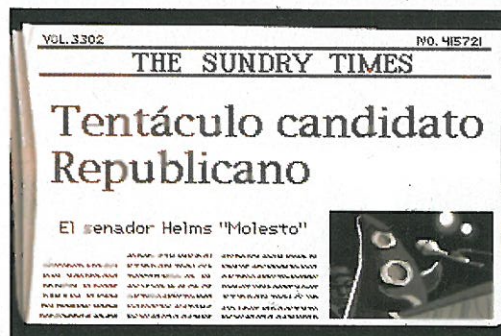 VOL. 3302 NO. 415721
THE SUNDRY TIMES
Tentáculo candidato
Republicano
El senador Helms "Molesto"